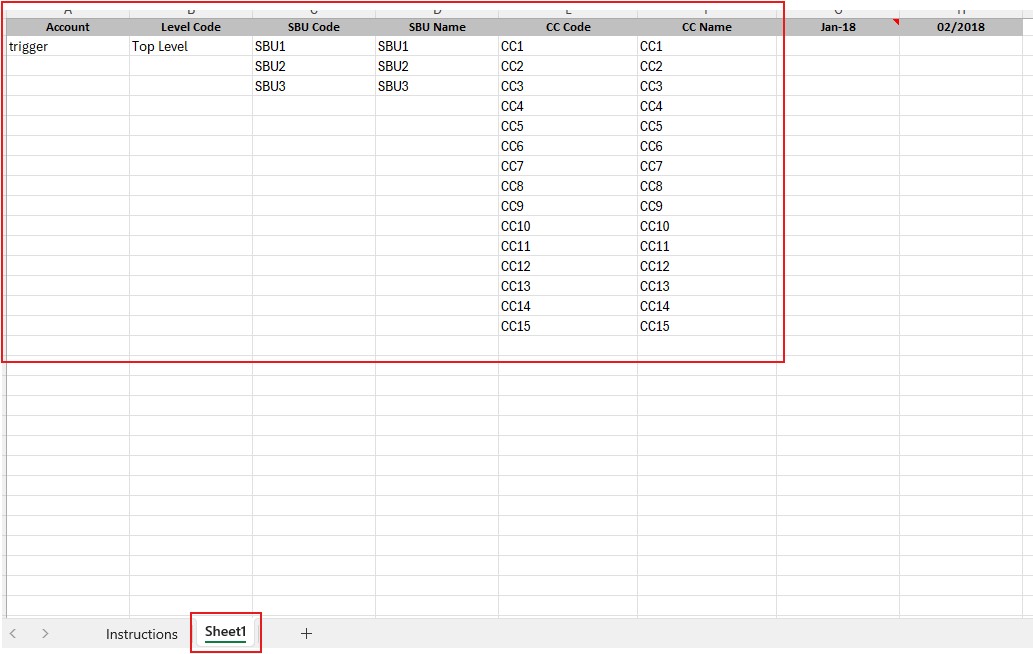 A B C D E F G H
Account Level Code SBU Code SBU Name CC Code CC Name Jan-18 02/2018
trigger Top Level SBU1 SBU1 CC1 CC1
SBU2 SBU2 CC2 CC2
SBU3 SBU3 CC3 CC3
CC4 CC4
CC5 CC5
CC6 CC6
CC7 CC7
CC8 CC8
CC9 CC9
CC10 CC10
CC11 CC11
CC12 CC12
CC13 CC13
CC14 CC14
CC15 CC15
Instructions Sheet1 +